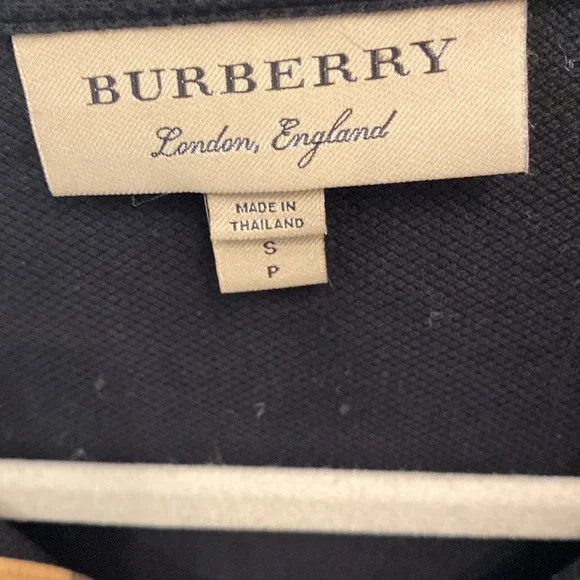 BURBERRY
London, England
MADE IN
THAILAND
S
P